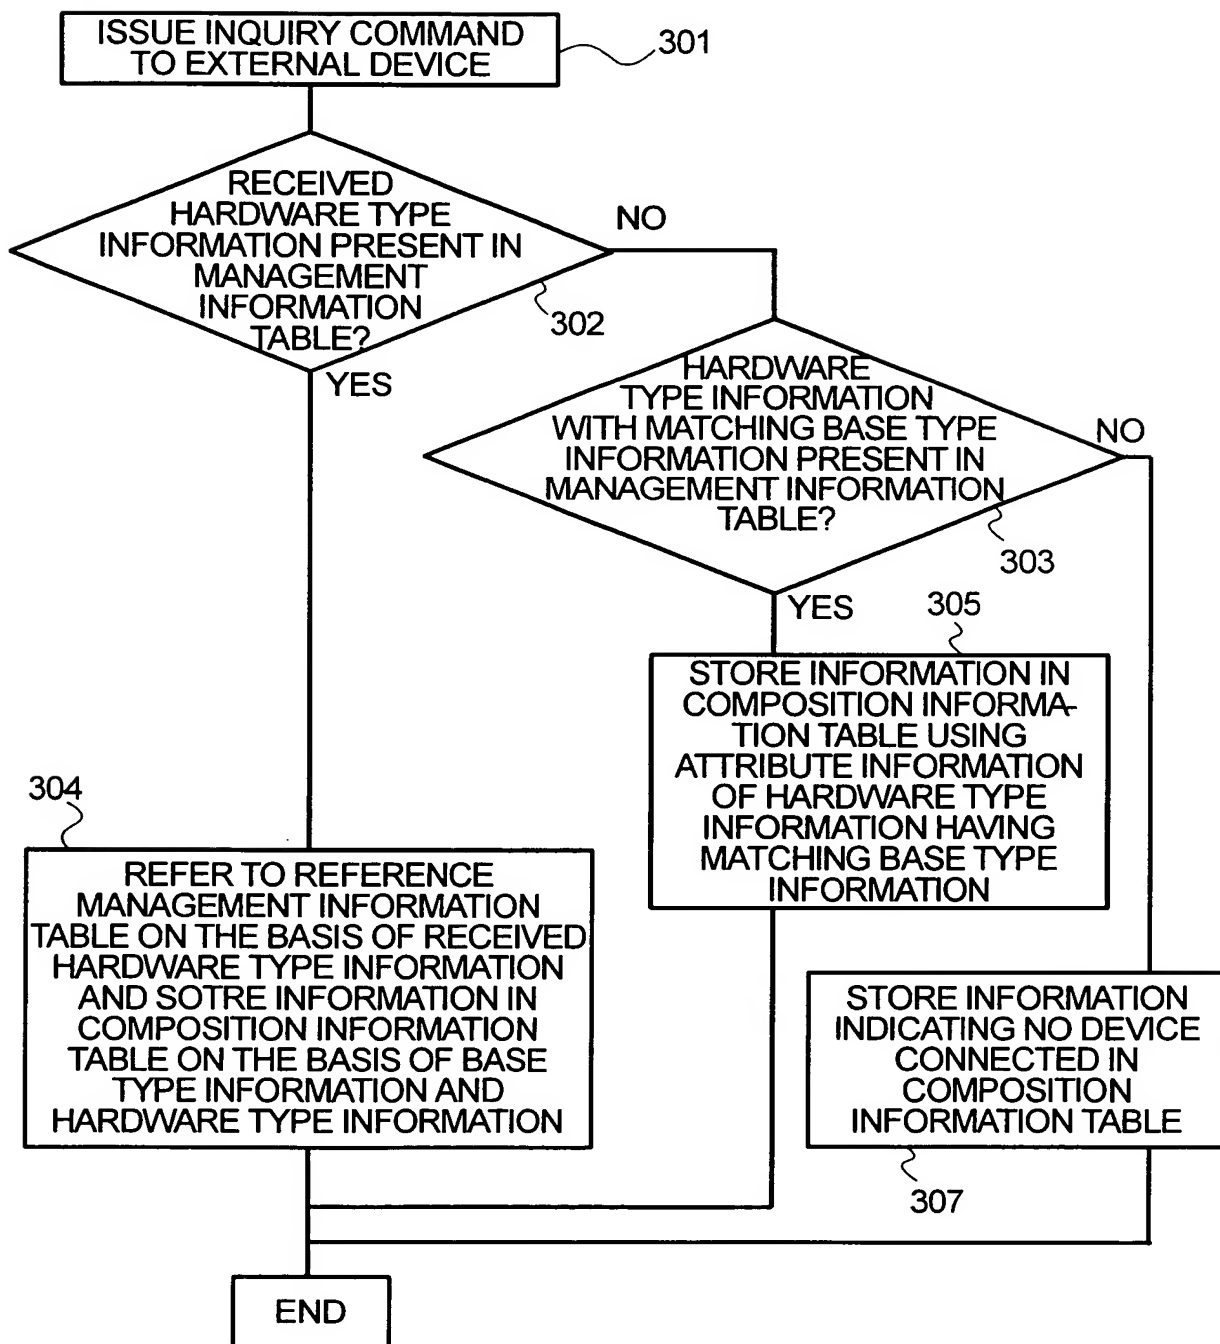 ISSUE INQUIRY COMMAND
TO EXTERNAL DEVICE
301
RECEIVED
HARDWARE TYPE
INFORMATION PRESENT IN
MANAGEMENT
INFORMATION
TABLE?
NO
302
YES
HARDWARE
TYPE INFORMATION
WITH MATCHING BASE TYPE
INFORMATION PRESENT IN
MANAGEMENT INFORMATION
TABLE?
NO
303
YES
305
STORE INFORMATION IN
COMPOSITION INFORMA-
TION TABLE USING
ATTRIBUTE INFORMATION
OF HARDWARE TYPE
INFORMATION HAVING
MATCHING BASE TYPE
INFORMATION
304
REFER TO REFERENCE
MANAGEMENT INFORMATION
TABLE ON THE BASIS OF RECEIVED
HARDWARE TYPE INFORMATION
AND SOTRE INFORMATION IN
COMPOSITION INFORMATION
TABLE ON THE BASIS OF BASE
TYPE INFORMATION AND
HARDWARE TYPE INFORMATION
STORE INFORMATION
INDICATING NO DEVICE
CONNECTED IN
COMPOSITION
INFORMATION TABLE
307
END